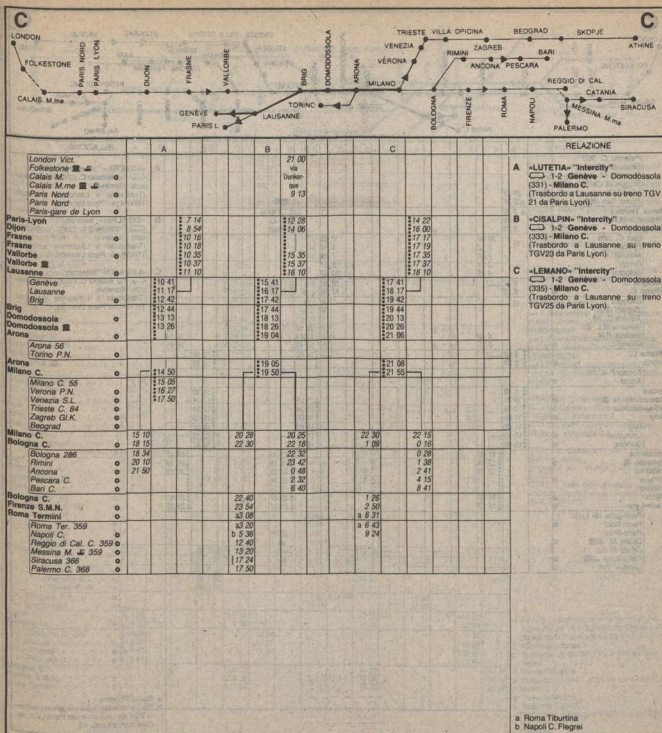 C
C
LONDON
FOLKESTONE
CALAIS M.me
PARIS NORD
PARIS LYON
DIJON
FRASNE
VALLORBE
GENÈVE
PARIS L.
LAUSANNE
BRIG
DOMODOSSOLA
TORINO
ARONA
MILANO
VÉRONA
VENEZIA
TRIESTE
VILLA OPICINA
ZAGREB
BEOGRAD
SKOPJE
ATHINE
RIMINI
ANCONA
PESCARA
BARI
BOLOGNA
FIRENZE
ROMA
NAPOLI
REGGIO DI CAL.
CATANIA
MESSINA M.ma
SIRACUSA
PALERMO
A B C RELAZIONE
London Vict. 21 00
Folkestone via
Calais M. Dunker-
Calais M.me que
Paris Nord 9 13
Paris Nord
Paris-gare de Lyon
Paris-Lyon 7 14 12 28 14 22
Dijon 8 54 14 06 16 00
Frasne 10 16 17 17
Frasne 10 18 17 19
Vallorbe 10 35 15 35 17 35
Vallorbe 10 37 15 37 17 37
Lausanne 11 10 16 10 18 10
Genève 10 41 15 41 17 41
Lausanne 11 17 16 17 18 17
Brig 12 42 17 42 19 42
Brig 12 44 17 44 19 44
Domodossola 13 13 18 13 20 13
Domodossola 13 26 18 26 20 26
Arona 19 04 21 06
Arona 56
Torino P.N.
Arona 19 05 21 08
Milano C. 14 50 19 50 21 55
Milano C. 55 15 05
Verona P.N. 16 27
Venezia S.L. 17 50
Trieste C. 84
Zagreb Gl.K.
Beograd
Milano C. 15 10 20 28 20 25 22 30 22 15
Bologna C. 18 15 22 30 22 18 1 09 0 16
Bologna 286 18 34 22 32 0 28
Rimini 20 10 23 42 1 38
Ancona 21 50 0 48 2 41
Pescara C. 2 32 4 15
Bari C. 6 40 8 41
Bologna C. 22 40 1 26
Firenze S.M.N. 23 54 2 50
Roma Termini a3 08 a 6 31
Roma Ter. 359 a3 20 a 6 43
Napoli C. b 5 36 9 24
Reggio di Cal. C. 359 12 40
Messina M. 359 13 20
Siracusa 366 17 24
Palermo C. 368 17 50
A «LUTETIA» "Intercity"
1-2 Genève - Domodossola
(331) - Milano C.
(Trasbordo a Lausanne su treno TGV
21 da Paris Lyon).
B «CISALPIN» "Intercity"
1-2 Genève - Domodossola
(333) - Milano C.
(Trasbordo a Lausanne su treno
TGV23 da Paris Lyon).
C «LEMANO» "Intercity"
1-2 Genève - Domodossola
(335) - Milano C.
(Trasbordo a Lausanne su treno
TGV25 da Paris Lyon).
a Roma Tiburtina
b Napoli C. Flegrei